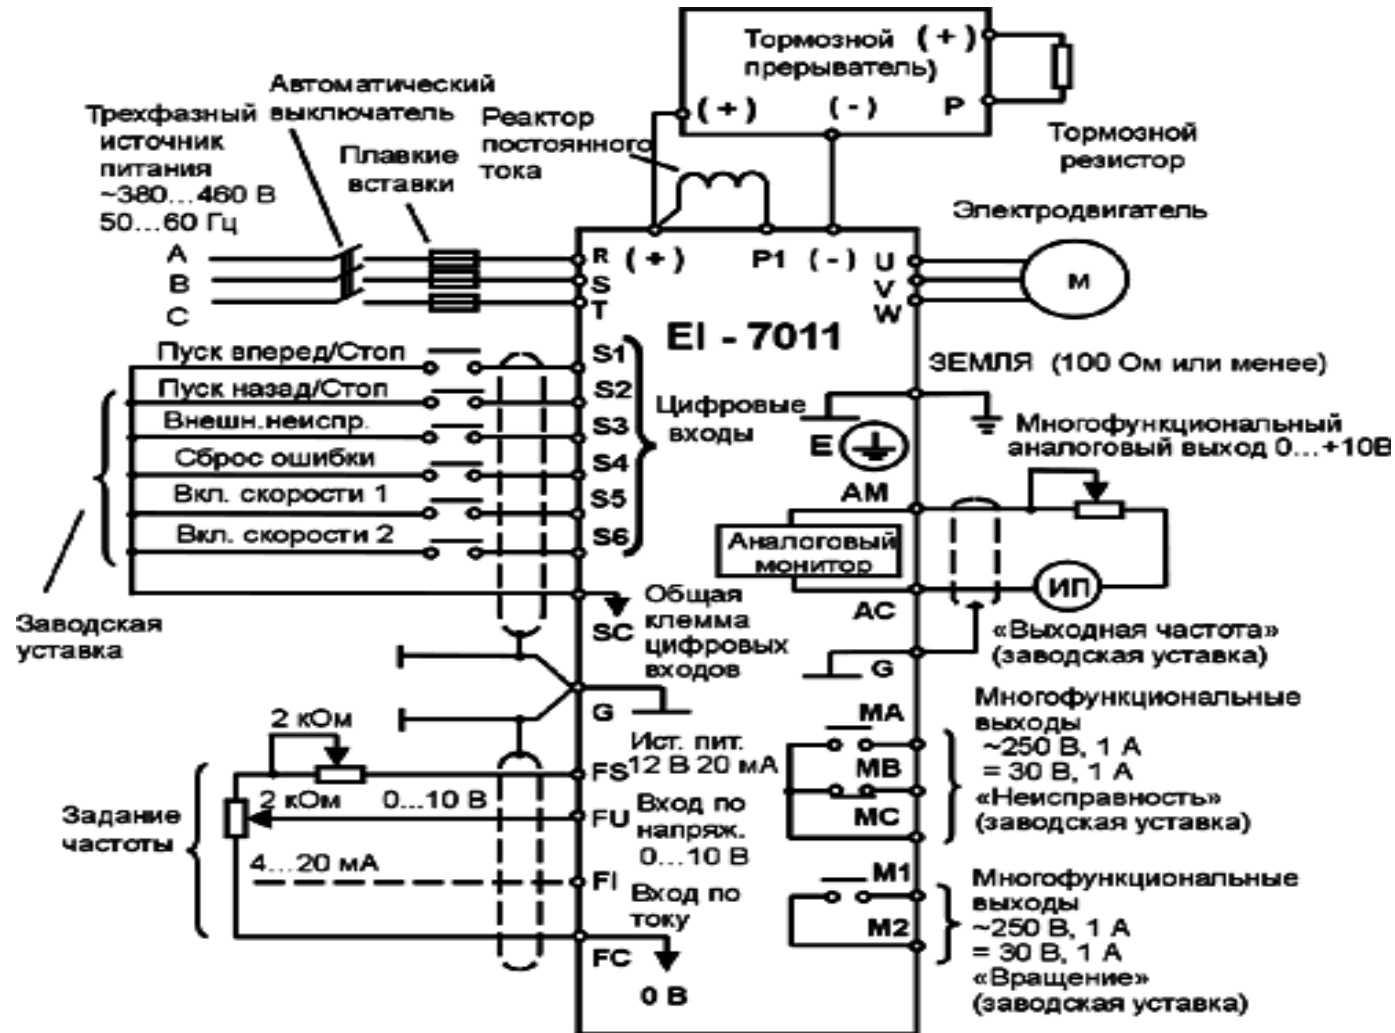 Тормозной (+)
прерыватель)
(+) (-) P
Тормозной
резистор
Автоматический
выключатель
Трехфазный
источник
питания
~380...460 В
50...60 Гц
Плавкие
вставки
Реактор
постоянного
тока
Электродвигатель
A
B
C
R (+) P1 (-) U
S V
T W
M
EI - 7011
Пуск вперед/Стоп S1
Пуск назад/Стоп S2
Внешн.неиспр. S3
Сброс ошибки S4
Вкл. скорости 1 S5
Вкл. скорости 2 S6
Цифровые
входы
Заводская
уставка
SC
Общая
клемма
цифровых
входов
ЗЕМЛЯ (100 Ом или менее)
E
Многофункциональный
аналоговый выход 0...+10В
AM
Аналоговый
монитор
ИП
AC
«Выходная частота»
(заводская уставка)
G
G
2 кОм
2 кОм 0...10 В
Задание
частоты
4...20 мА
FS
Ист. пит.
12 В 20 мА
FU
Вход по
напряж.
0...10 В
FI
Вход по
току
FC
0 В
MA
MB
MC
Многофункциональные
выходы
~250 В, 1 А
= 30 В, 1 А
«Неисправность»
(заводская уставка)
M1
M2
Многофункциональные
выходы
~250 В, 1 А
= 30 В, 1 А
«Вращение»
(заводская уставка)